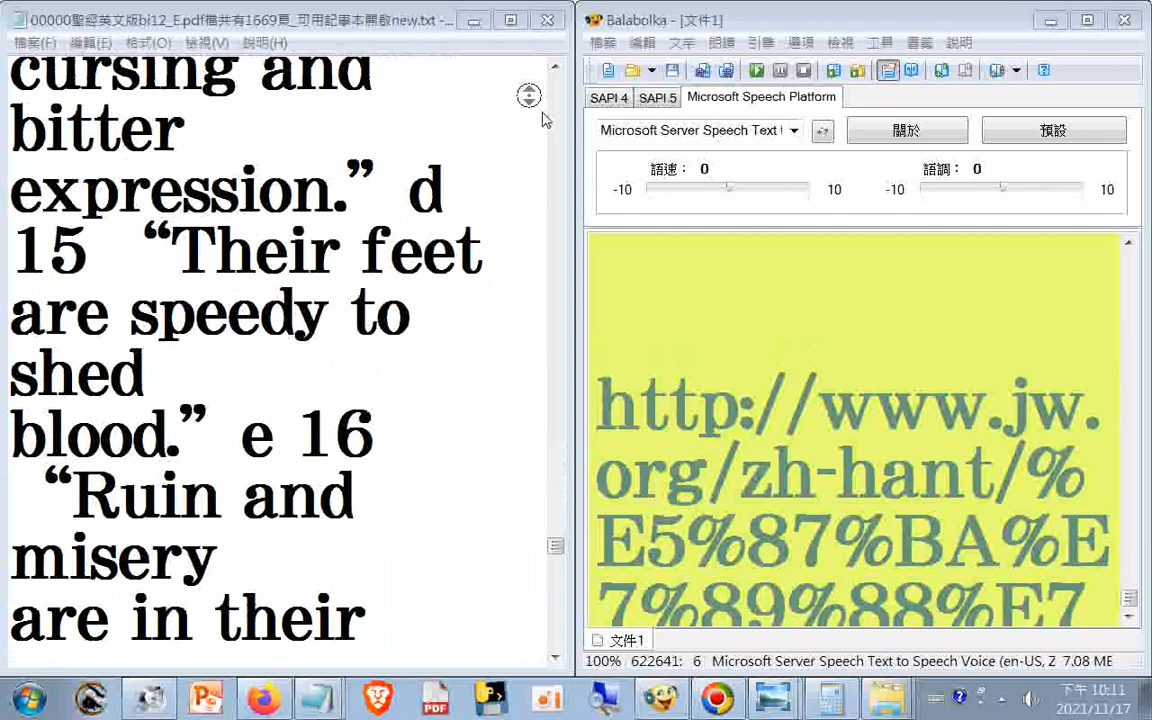 00000聖經英文版bi12_E.pdf檔共有1669頁_可用記事本開啟new.txt -...
檔案(F) 編輯(E) 格式(O) 檢視(V) 說明(H)
cursing and
bitter
expression.” d
15 “Their feet
are speedy to
shed
blood.” e 16
“Ruin and
misery
are in their
Balabolka - [文件1]
檔案 編輯 文字 朗讀 引擎 選項 檢視 工具 書籤 說明
SAPI 4 SAPI 5 Microsoft Speech Platform
Microsoft Server Speech Text 關於 預設
語速： 0 語調： 0
-10 10 -10 10
http://www.jw.
org/zh-hant/%
E5%87%BA%E
7%89%88%E7
文件1
100% 622641: 6 Microsoft Server Speech Text to Speech Voice (en-US, Z 7.08 ME
PDF
下午 10:11
2021/11/17